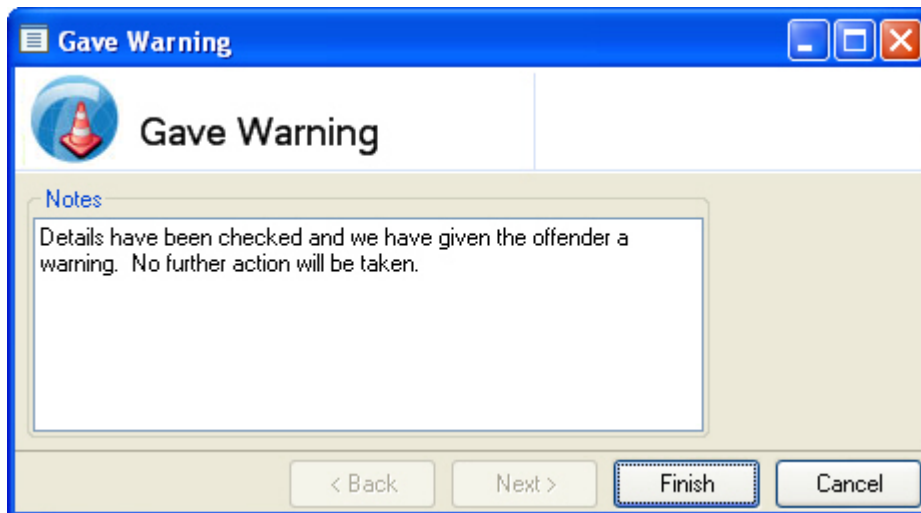 Gave Warning
Gave Warning
Notes
Details have been checked and we have given the offender a
warning.  No further action will be taken.
< Back
Next >
Finish
Cancel